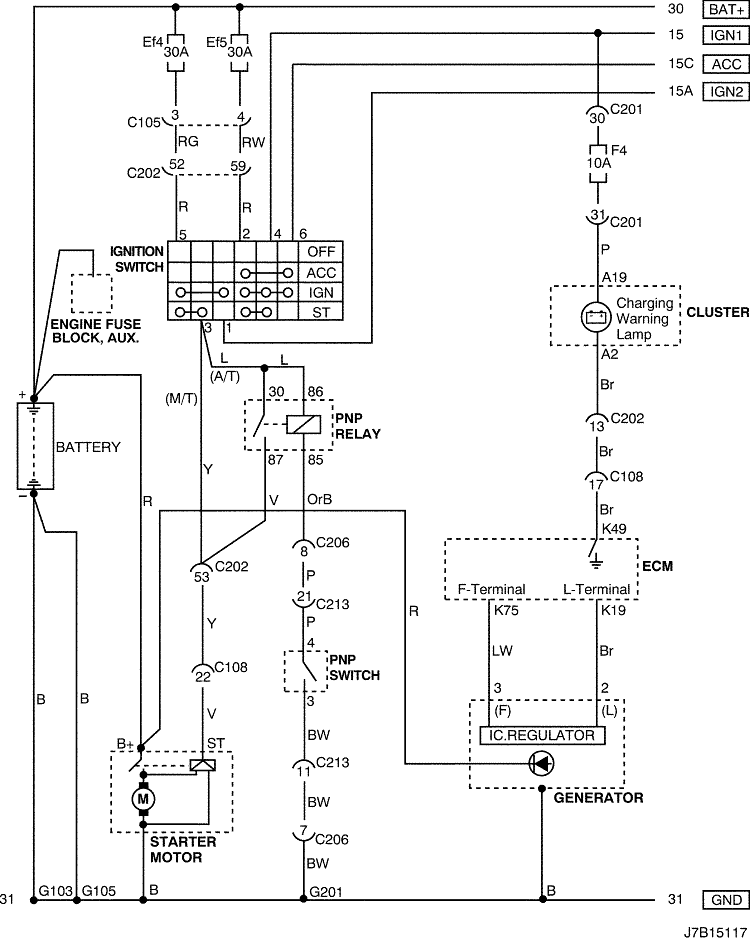 30 BAT+
Ef4 Ef5 15 IGN1
30A 30A
15C ACC
15A IGN2
C201
3 4 30
C105
RG RW F4
10A
52 59
C202
31
C201
R R
P
5 2 4 6
IGNITION OFF
SWITCH ACC A19
IGN
ST
Charging
Warning
Lamp
CLUSTER
ENGINE FUSE
BLOCK, AUX.
3 1
L L A2
(A/T)
(M/T) 30 86 Br
+
PNP
RELAY
C202
13
BATTERY
87 85 Br
Y C108
17
−
R V OrB Br
K49
C206
8
C202
53
ECM
P
F-Terminal L-Terminal
21
C213
K75 K19
R
Y P
4 LW Br
PNP
SWITCH
C108
22
3 3 2
B B
V (F) (L)
BW IC.REGULATOR
B+ ST
C213
11
GENERATOR
M BW
7
C206
STARTER
MOTOR
BW
31 G103 G105 B G201 B 31 GND
J7B15117